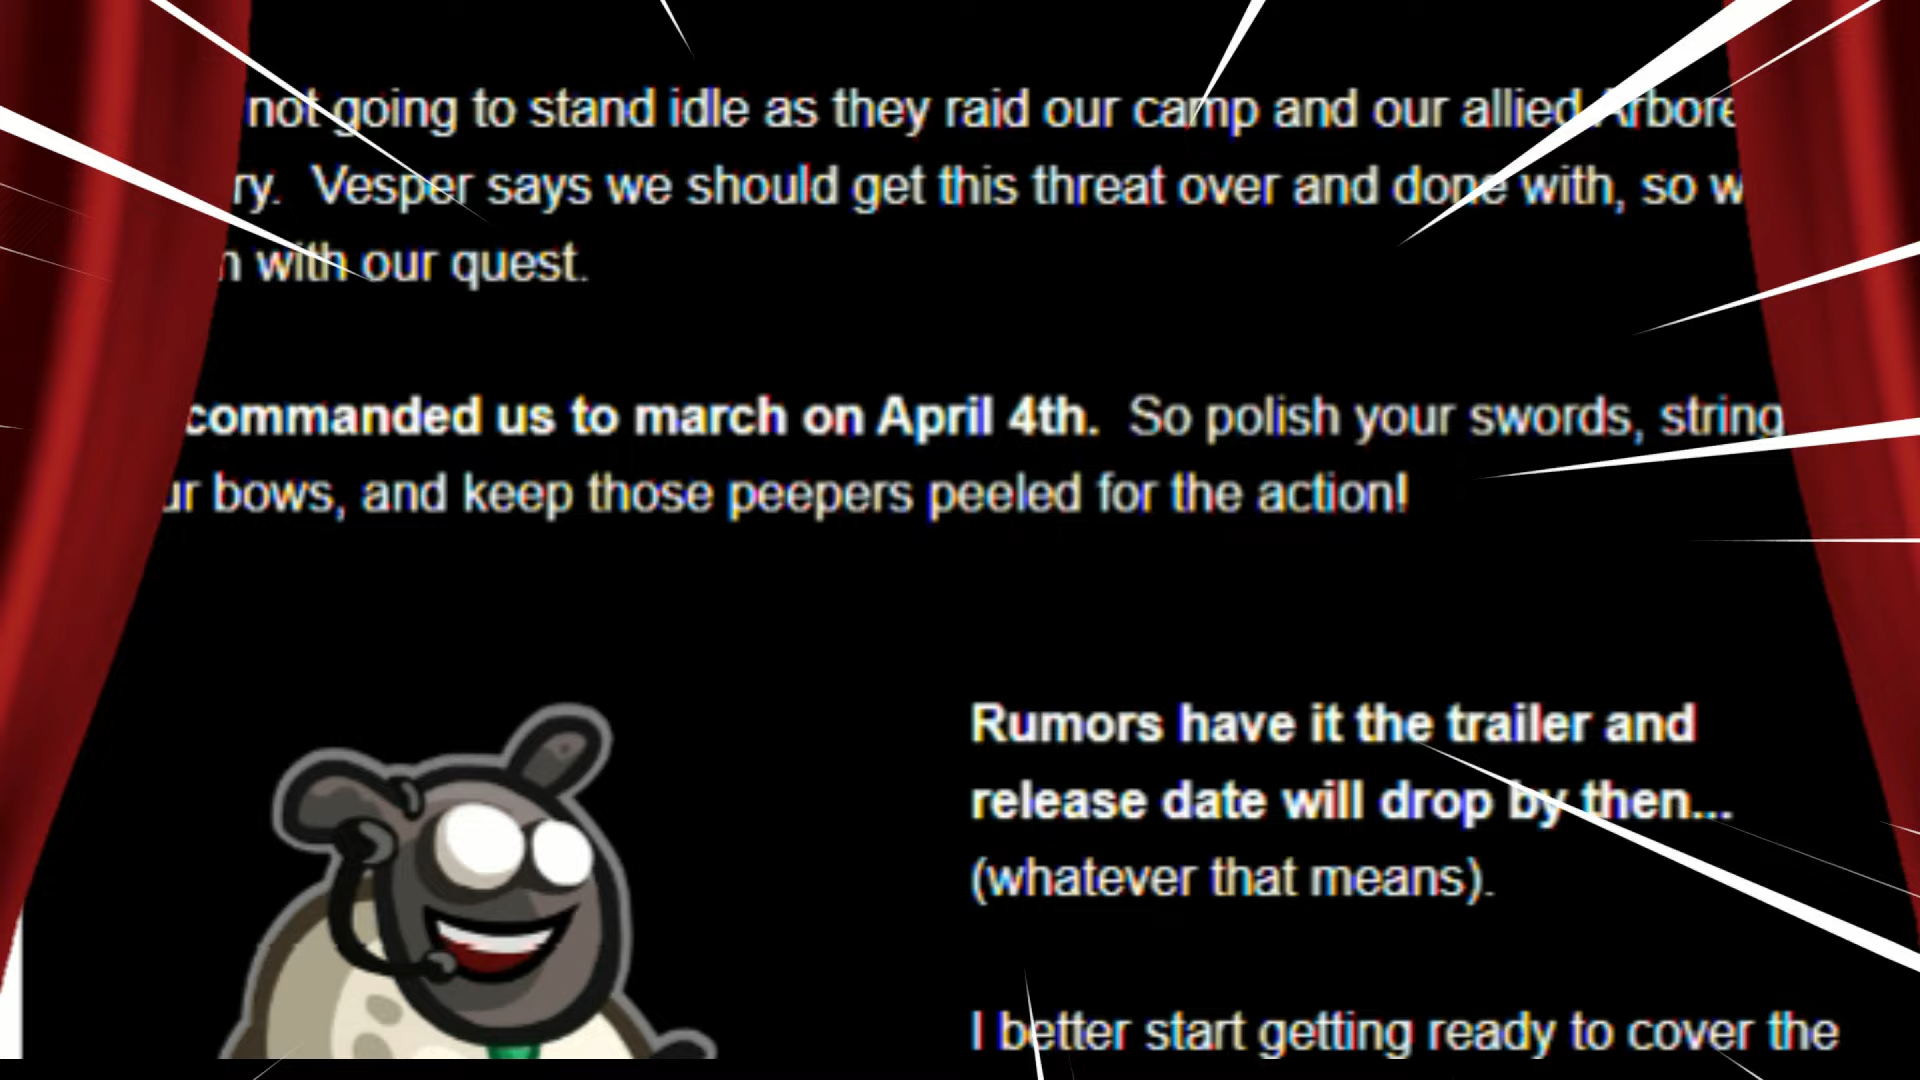 not going to stand idle as they raid our camp and our allied Arbore
ry. Vesper says we should get this threat over and done with, so w
n with our quest.
commanded us to march on April 4th. So polish your swords, string
ur bows, and keep those peepers peeled for the action!
Rumors have it the trailer and
release date will drop by then...
(whatever that means).
I better start getting ready to cover the